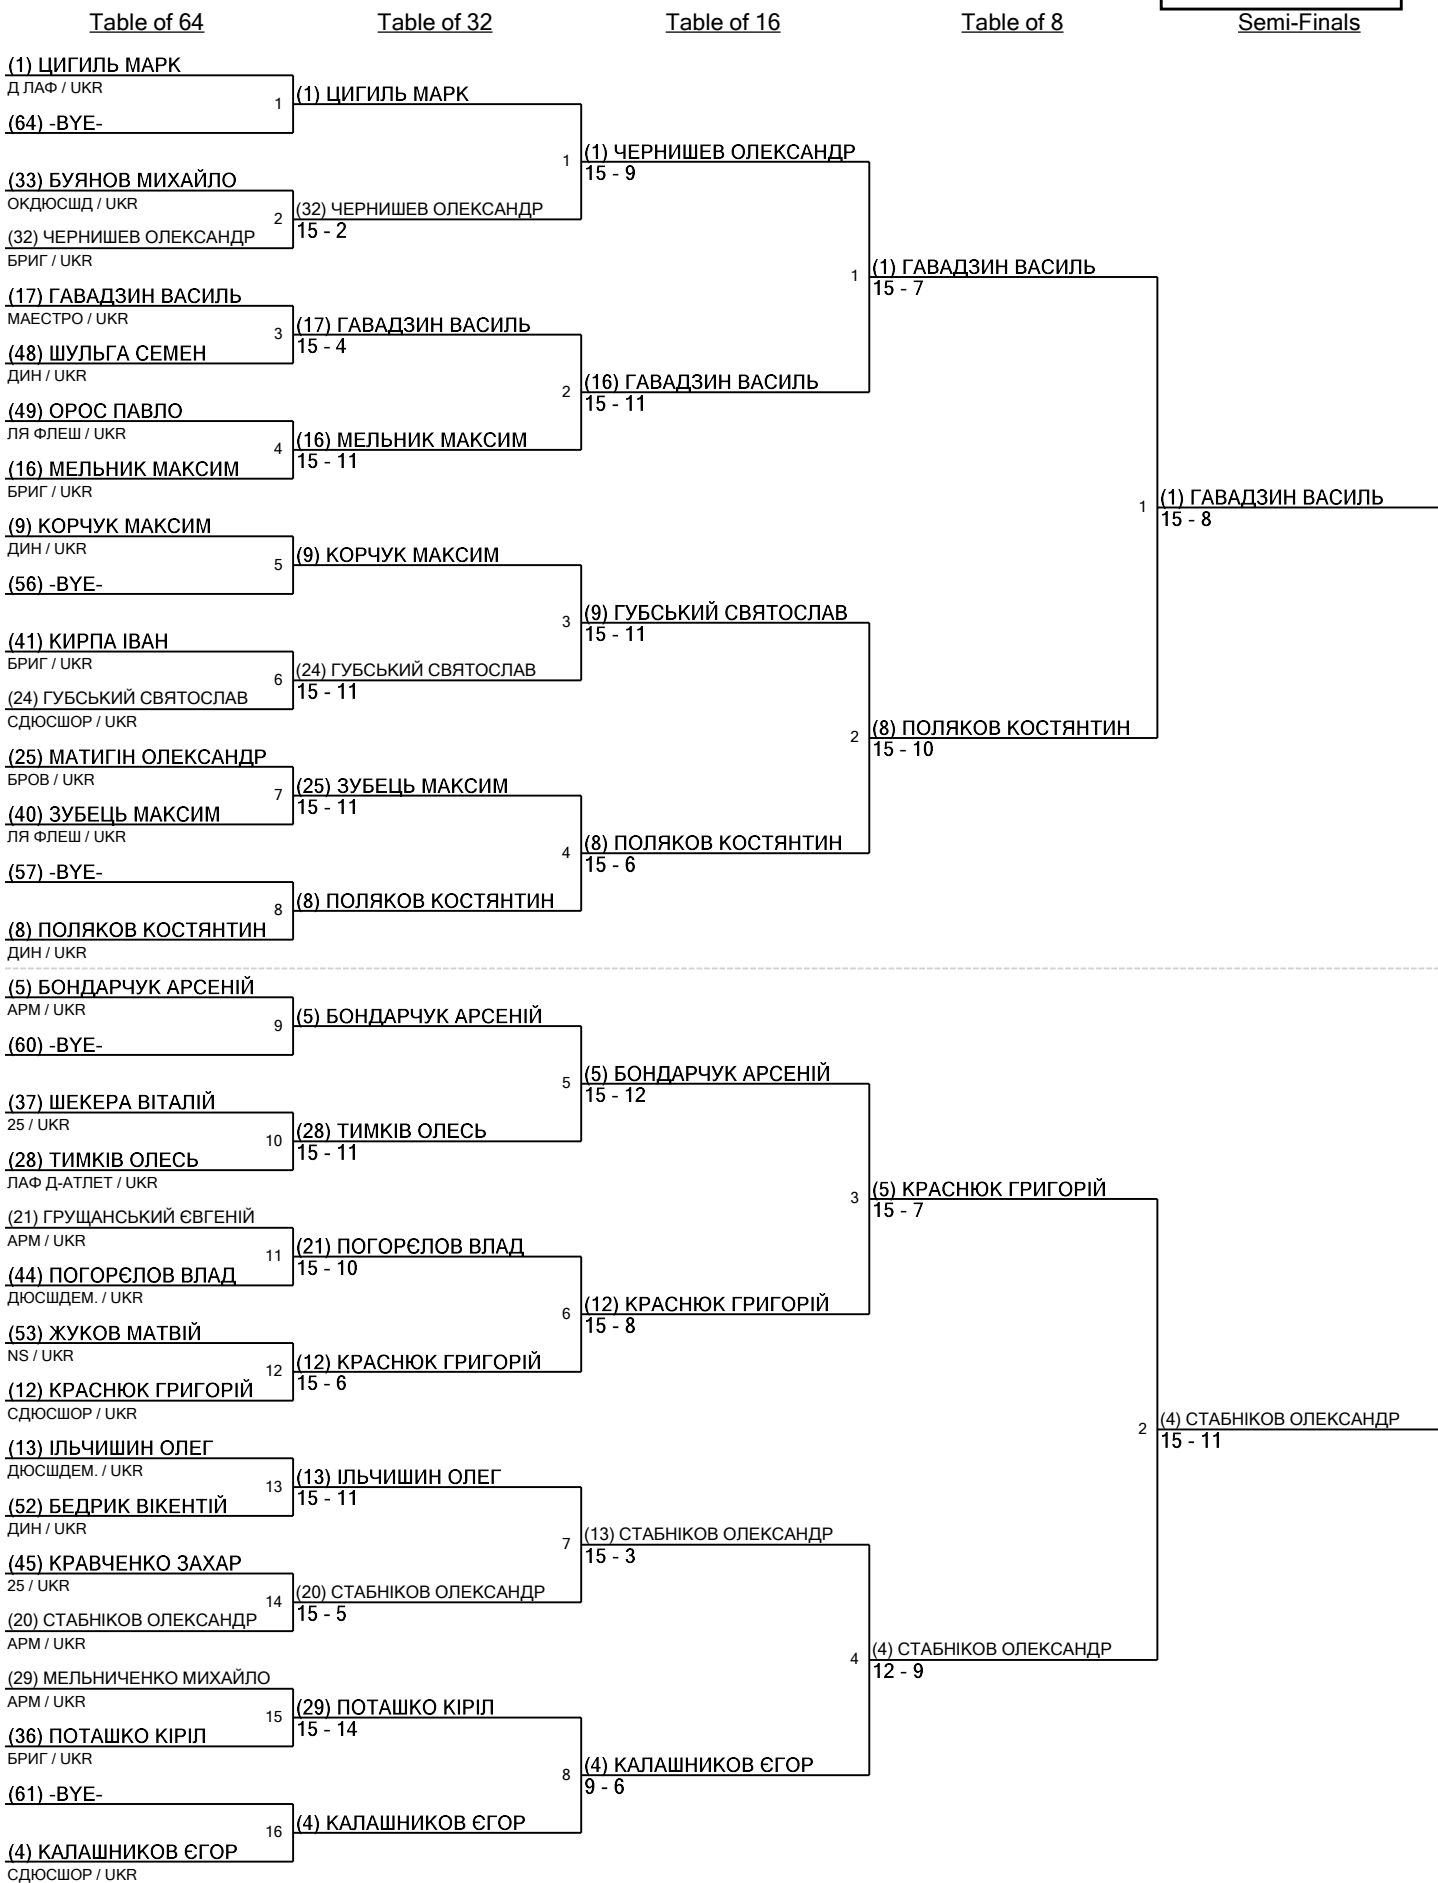 Table of 64
Table of 32
Table of 16
Table of 8
Semi-Finals
(1) ЦИГИЛЬ МАРК
Д ЛАФ / UKR
1
(64) -BYE-
(33) БУЯНОВ МИХАЙЛО
ОКДЮСШД / UKR
2
(32) ЧЕРНИШЕВ ОЛЕКСАНДР
БРИГ / UKR
(17) ГАВАДЗИН ВАСИЛЬ
МАЕСТРО / UKR
3
(48) ШУЛЬГА СЕМЕН
ДИН / UKR
(49) ОРОС ПАВЛО
ЛЯ ФЛЕШ / UKR
4
(16) МЕЛЬНИК МАКСИМ
БРИГ / UKR
(9) КОРЧУК МАКСИМ
ДИН / UKR
5
(56) -BYE-
(41) КИРПА ІВАН
БРИГ / UKR
6
(24) ГУБСЬКИЙ СВЯТОСЛАВ
СДЮСШОР / UKR
(25) МАТИГІН ОЛЕКСАНДР
БРОВ / UKR
7
(40) ЗУБЕЦЬ МАКСИМ
ЛЯ ФЛЕШ / UKR
(57) -BYE-
8
(8) ПОЛЯКОВ КОСТЯНТИН
ДИН / UKR
(5) БОНДАРЧУК АРСЕНІЙ
АРМ / UKR
9
(60) -BYE-
(37) ШЕКЕРА ВІТАЛІЙ
25 / UKR
10
(28) ТИМКІВ ОЛЕСЬ
ЛАФ Д-АТЛЕТ / UKR
(21) ГРУЩАНСЬКИЙ ЄВГЕНІЙ
АРМ / UKR
11
(44) ПОГОРЄЛОВ ВЛАД
ДЮСШДЕМ. / UKR
(53) ЖУКОВ МАТВІЙ
NS / UKR
12
(12) КРАСНЮК ГРИГОРІЙ
СДЮСШОР / UKR
(13) ІЛЬЧИШИН ОЛЕГ
ДЮСШДЕМ. / UKR
13
(52) БЕДРИК ВІКЕНТІЙ
ДИН / UKR
(45) КРАВЧЕНКО ЗАХАР
25 / UKR
14
(20) СТАБНІКОВ ОЛЕКСАНДР
АРМ / UKR
(29) МЕЛЬНИЧЕНКО МИХАЙЛО
АРМ / UKR
15
(36) ПОТАШКО КІРІЛ
БРИГ / UKR
(61) -BYE-
16
(4) КАЛАШНИКОВ ЄГОР
СДЮСШОР / UKR
(1) ЦИГИЛЬ МАРК
1
(32) ЧЕРНИШЕВ ОЛЕКСАНДР
15 - 2
(17) ГАВАДЗИН ВАСИЛЬ
15 - 4
2
(16) МЕЛЬНИК МАКСИМ
15 - 11
(9) КОРЧУК МАКСИМ
3
(24) ГУБСЬКИЙ СВЯТОСЛАВ
15 - 11
(25) ЗУБЕЦЬ МАКСИМ
15 - 11
4
(8) ПОЛЯКОВ КОСТЯНТИН
(5) БОНДАРЧУК АРСЕНІЙ
5
(28) ТИМКІВ ОЛЕСЬ
15 - 11
(21) ПОГОРЄЛОВ ВЛАД
15 - 10
6
(12) КРАСНЮК ГРИГОРІЙ
15 - 6
(13) ІЛЬЧИШИН ОЛЕГ
15 - 11
7
(20) СТАБНІКОВ ОЛЕКСАНДР
15 - 5
(29) ПОТАШКО КІРІЛ
15 - 14
8
(4) КАЛАШНИКОВ ЄГОР
(1) ЧЕРНИШЕВ ОЛЕКСАНДР
15 - 9
1
(16) ГАВАДЗИН ВАСИЛЬ
15 - 11
(9) ГУБСЬКИЙ СВЯТОСЛАВ
15 - 11
2
(8) ПОЛЯКОВ КОСТЯНТИН
15 - 6
(5) БОНДАРЧУК АРСЕНІЙ
15 - 12
3
(12) КРАСНЮК ГРИГОРІЙ
15 - 8
(13) СТАБНІКОВ ОЛЕКСАНДР
15 - 3
4
(4) КАЛАШНИКОВ ЄГОР
9 - 6
(1) ГАВАДЗИН ВАСИЛЬ
15 - 7
1
(8) ПОЛЯКОВ КОСТЯНТИН
15 - 10
(5) КРАСНЮК ГРИГОРІЙ
15 - 7
2
(4) СТАБНІКОВ ОЛЕКСАНДР
12 - 9
(1) ГАВАДЗИН ВАСИЛЬ
15 - 8
(4) СТАБНІКОВ ОЛЕКСАНДР
15 - 11